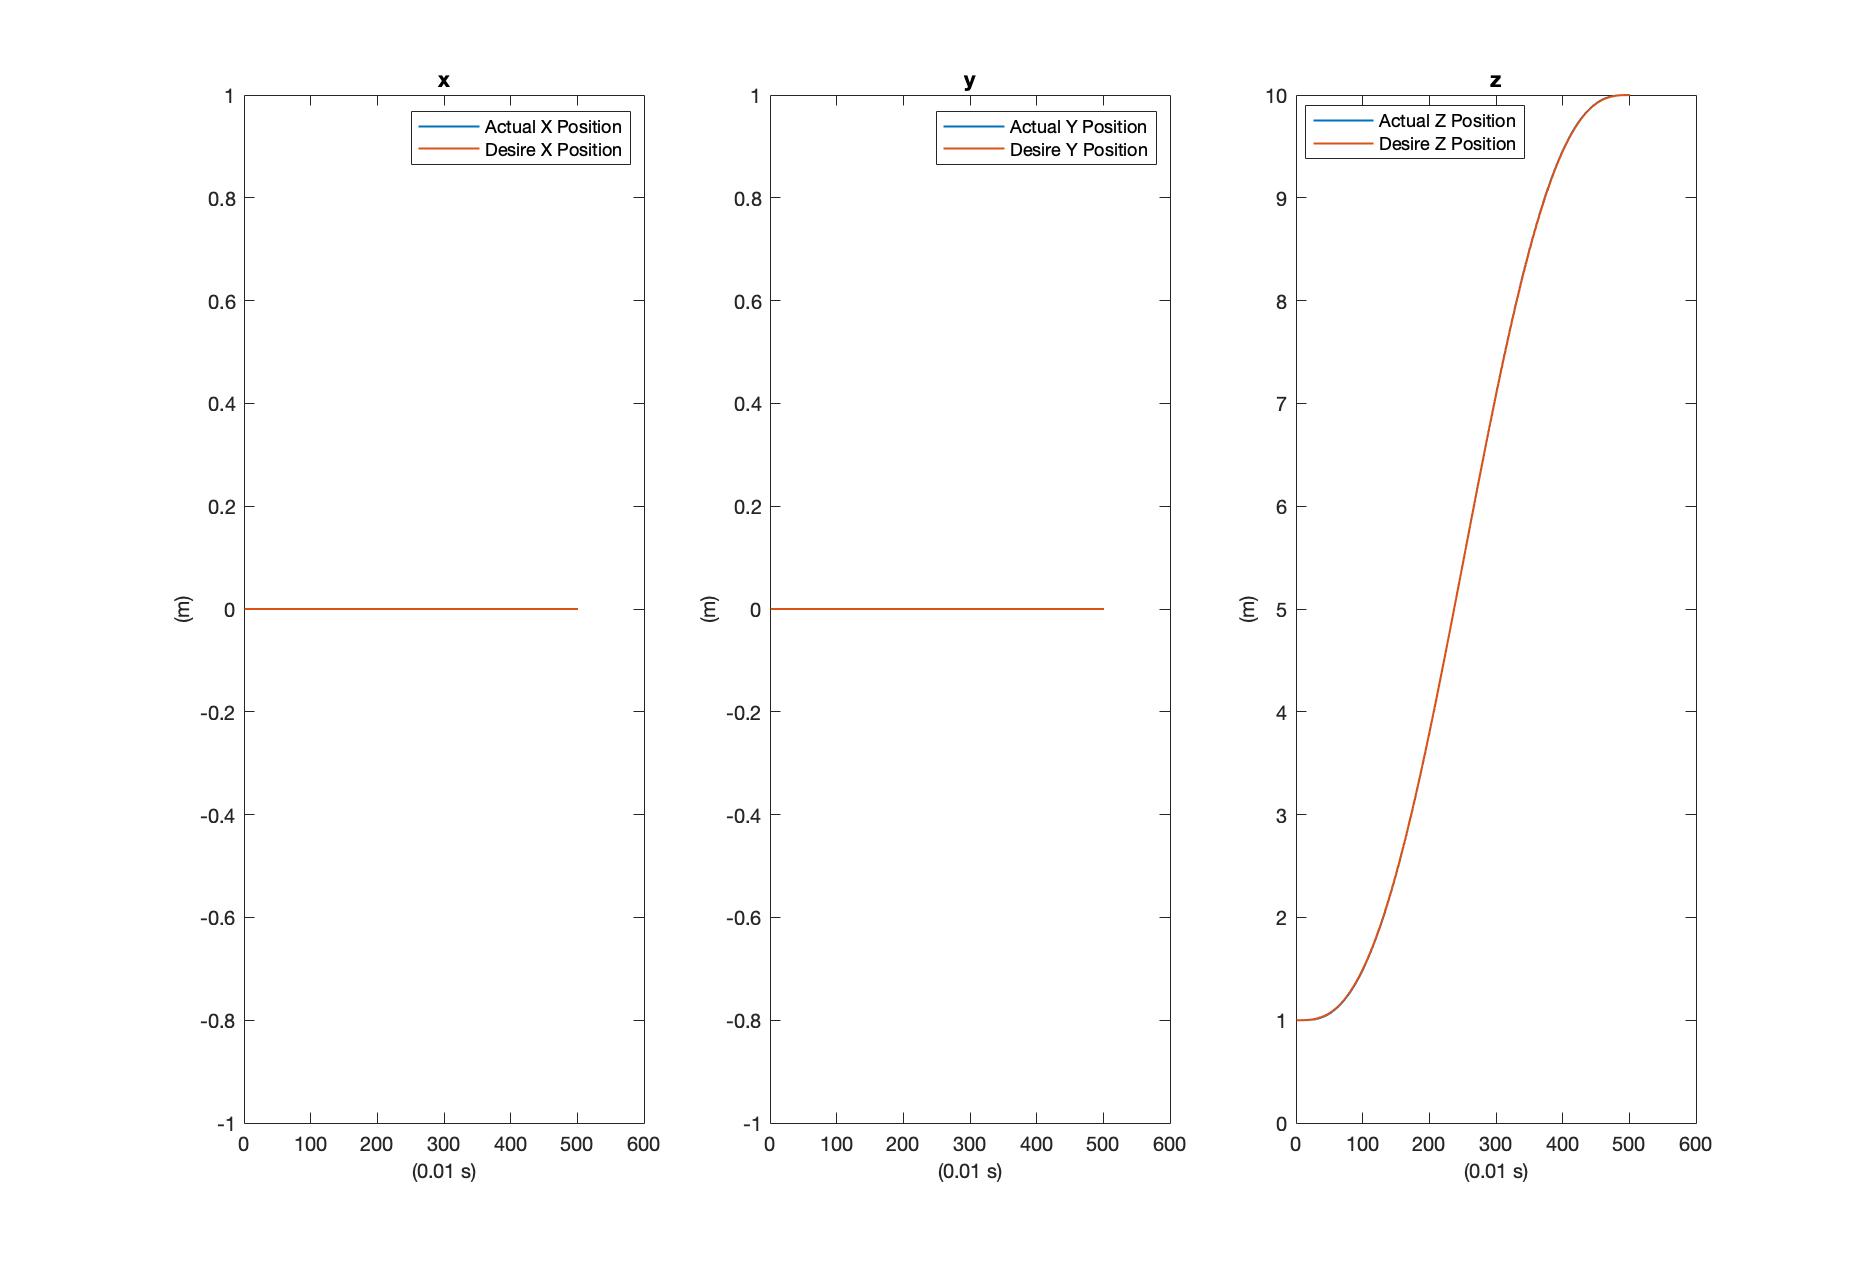 x
Actual X Position
Desire X Position
1
0.8
0.6
0.4
0.2
0
-0.2
-0.4
-0.6
-0.8
-1
(m)
0 100 200 300 400 500 600
(0.01 s)
y
Actual Y Position
Desire Y Position
1
0.8
0.6
0.4
0.2
0
-0.2
-0.4
-0.6
-0.8
-1
(m)
0 100 200 300 400 500 600
(0.01 s)
z
Actual Z Position
Desire Z Position
10
9
8
7
6
5
4
3
2
1
0
(m)
0 100 200 300 400 500 600
(0.01 s)